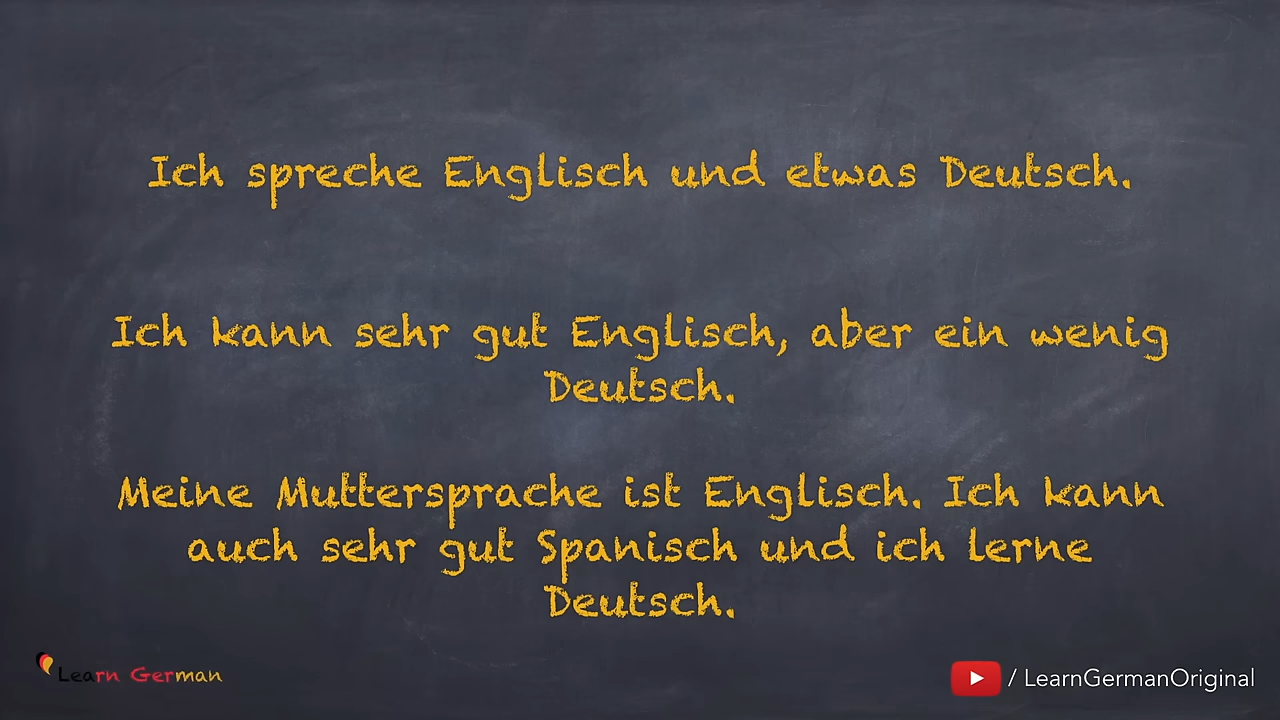 Ich spreche Englisch und etwas Deutsch.
Ich kann sehr gut Englisch, aber ein wenig
Deutsch.
Meine Muttersprache ist Englisch. Ich kann
auch sehr gut Spanisch und ich lerne
Deutsch.
Learn German
/ LearnGermanOriginal